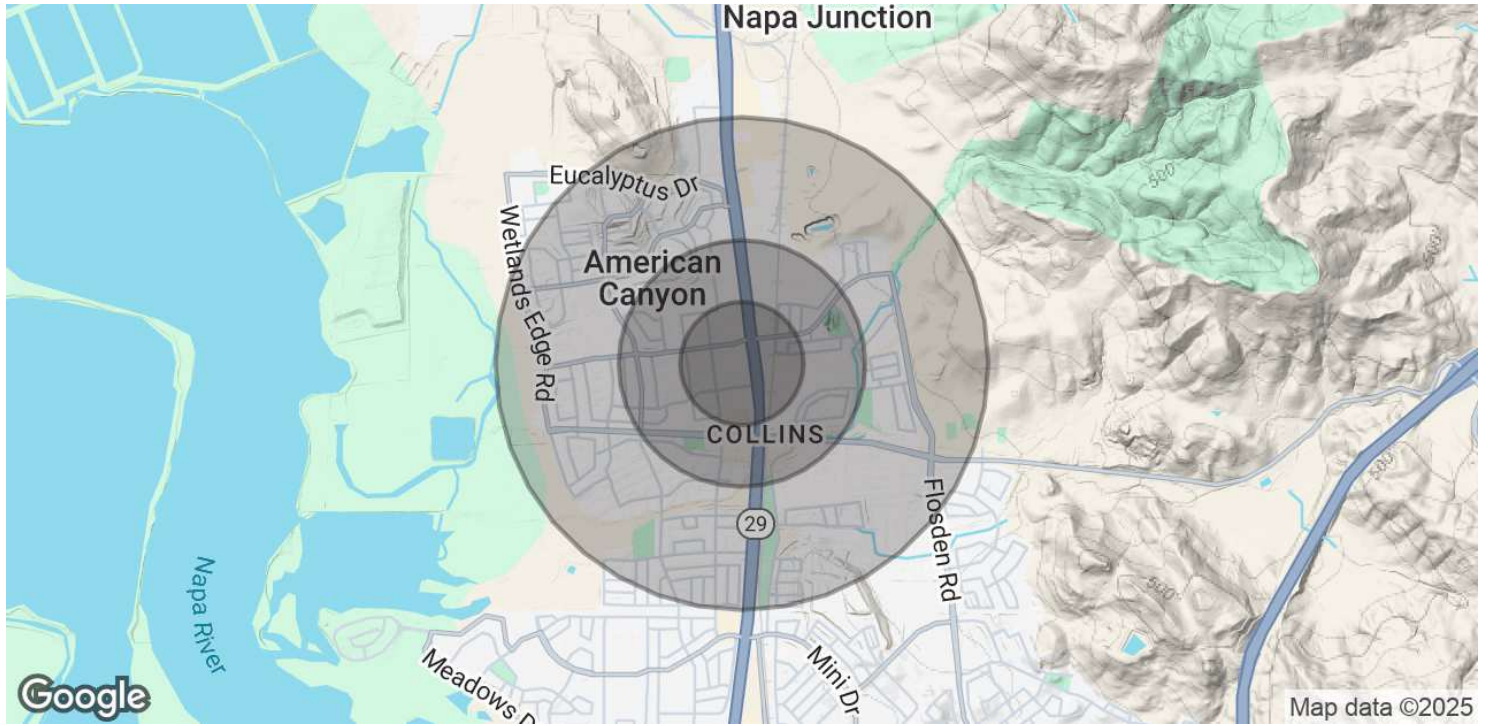 Napa Junction
Eucalyptus Dr
Wetlands Edge Rd
American
Canyon
500
500
COLLINS
500
29
Flosden Rd
Napa River
500
Meadows D
Mini Dr
Google
Map data ©2025